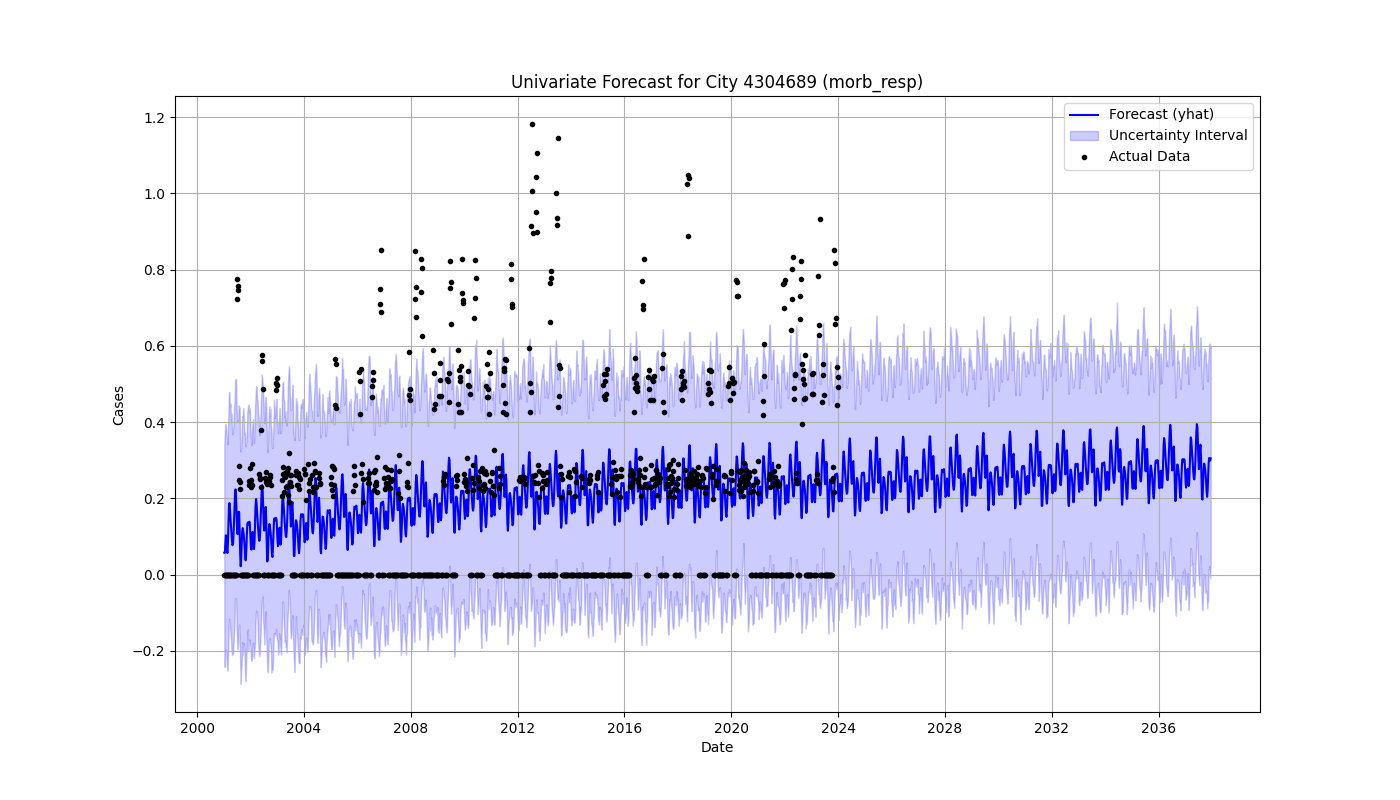 Univariate Forecast for City 4304689 (morb_resp)
Forecast (yhat)
Uncertainty Interval
Actual Data
Cases
1.2
1.0
0.8
0.6
0.4
0.2
0.0
−0.2
2000 2004 2008 2012 2016 2020 2024 2028 2032 2036
Date